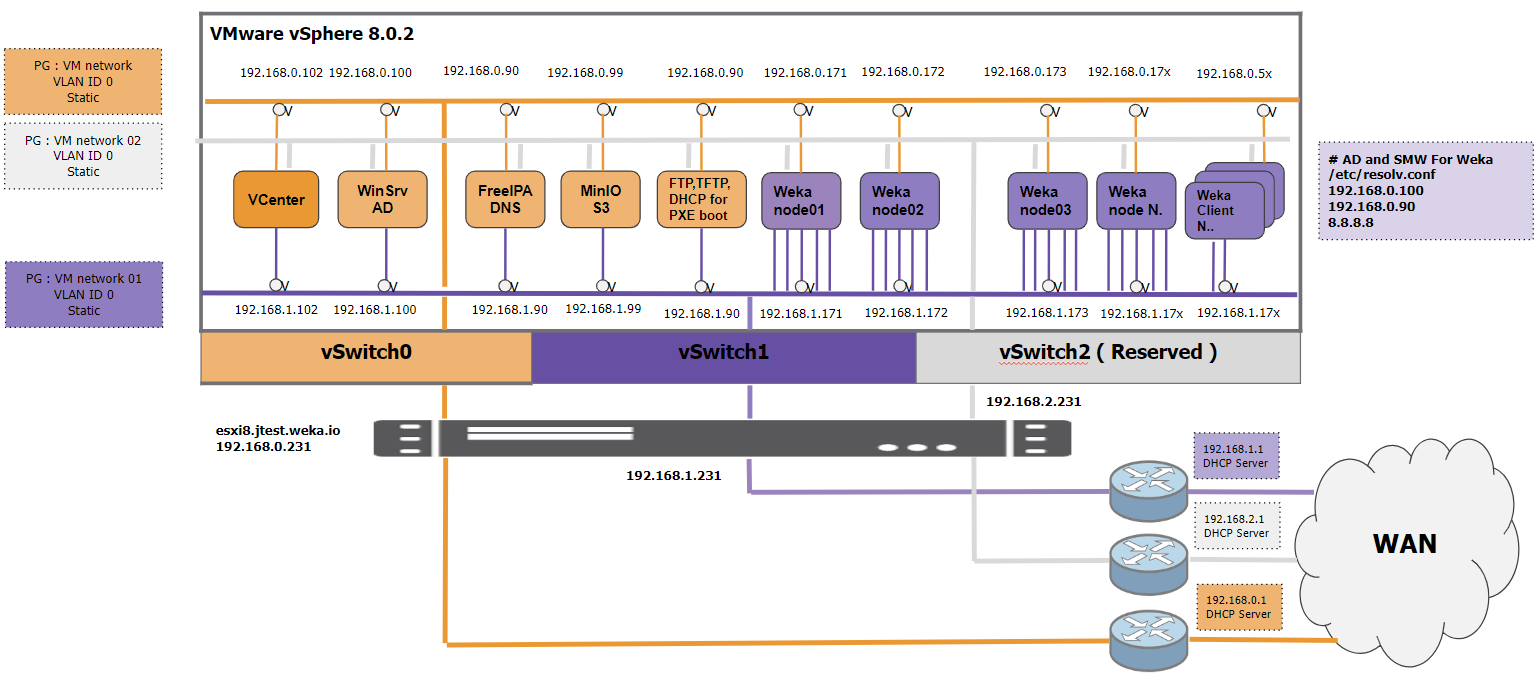 VMware vSphere 8.0.2
PG : VM network
VLAN ID 0
Static
192.168.0.102
192.168.0.100
192.168.0.90
192.168.0.99
192.168.0.90
192.168.0.171
192.168.0.172
192.168.0.173
192.168.0.17x
192.168.0.5x
V
V
V
V
V
V
V
V
V
V
PG : VM network 02
VLAN ID 0
Static
# AD and SMW For Weka
/etc/resolv.conf
192.168.0.100
192.168.0.90
8.8.8.8
VCenter
WinSrv
AD
FreeIPA
DNS
MinIO
S3
FTP,TFTP,
DHCP for
PXE boot
Weka
node01
Weka
node02
Weka
node03
Weka
node N.
Weka
Client
N..
PG : VM network 01
VLAN ID 0
Static
V
V
V
V
V
V
V
V
V
V
192.168.1.102
192.168.1.100
192.168.1.90
192.168.1.99
192.168.1.90
192.168.1.171
192.168.1.172
192.168.1.173
192.168.1.17x
192.168.1.17x
vSwitch0
vSwitch1
vSwitch2 ( Reserved )
192.168.2.231
esxi8.jtest.weka.io
192.168.0.231
192.168.1.231
192.168.1.1
DHCP Server
192.168.2.1
DHCP Server
WAN
192.168.0.1
DHCP Server